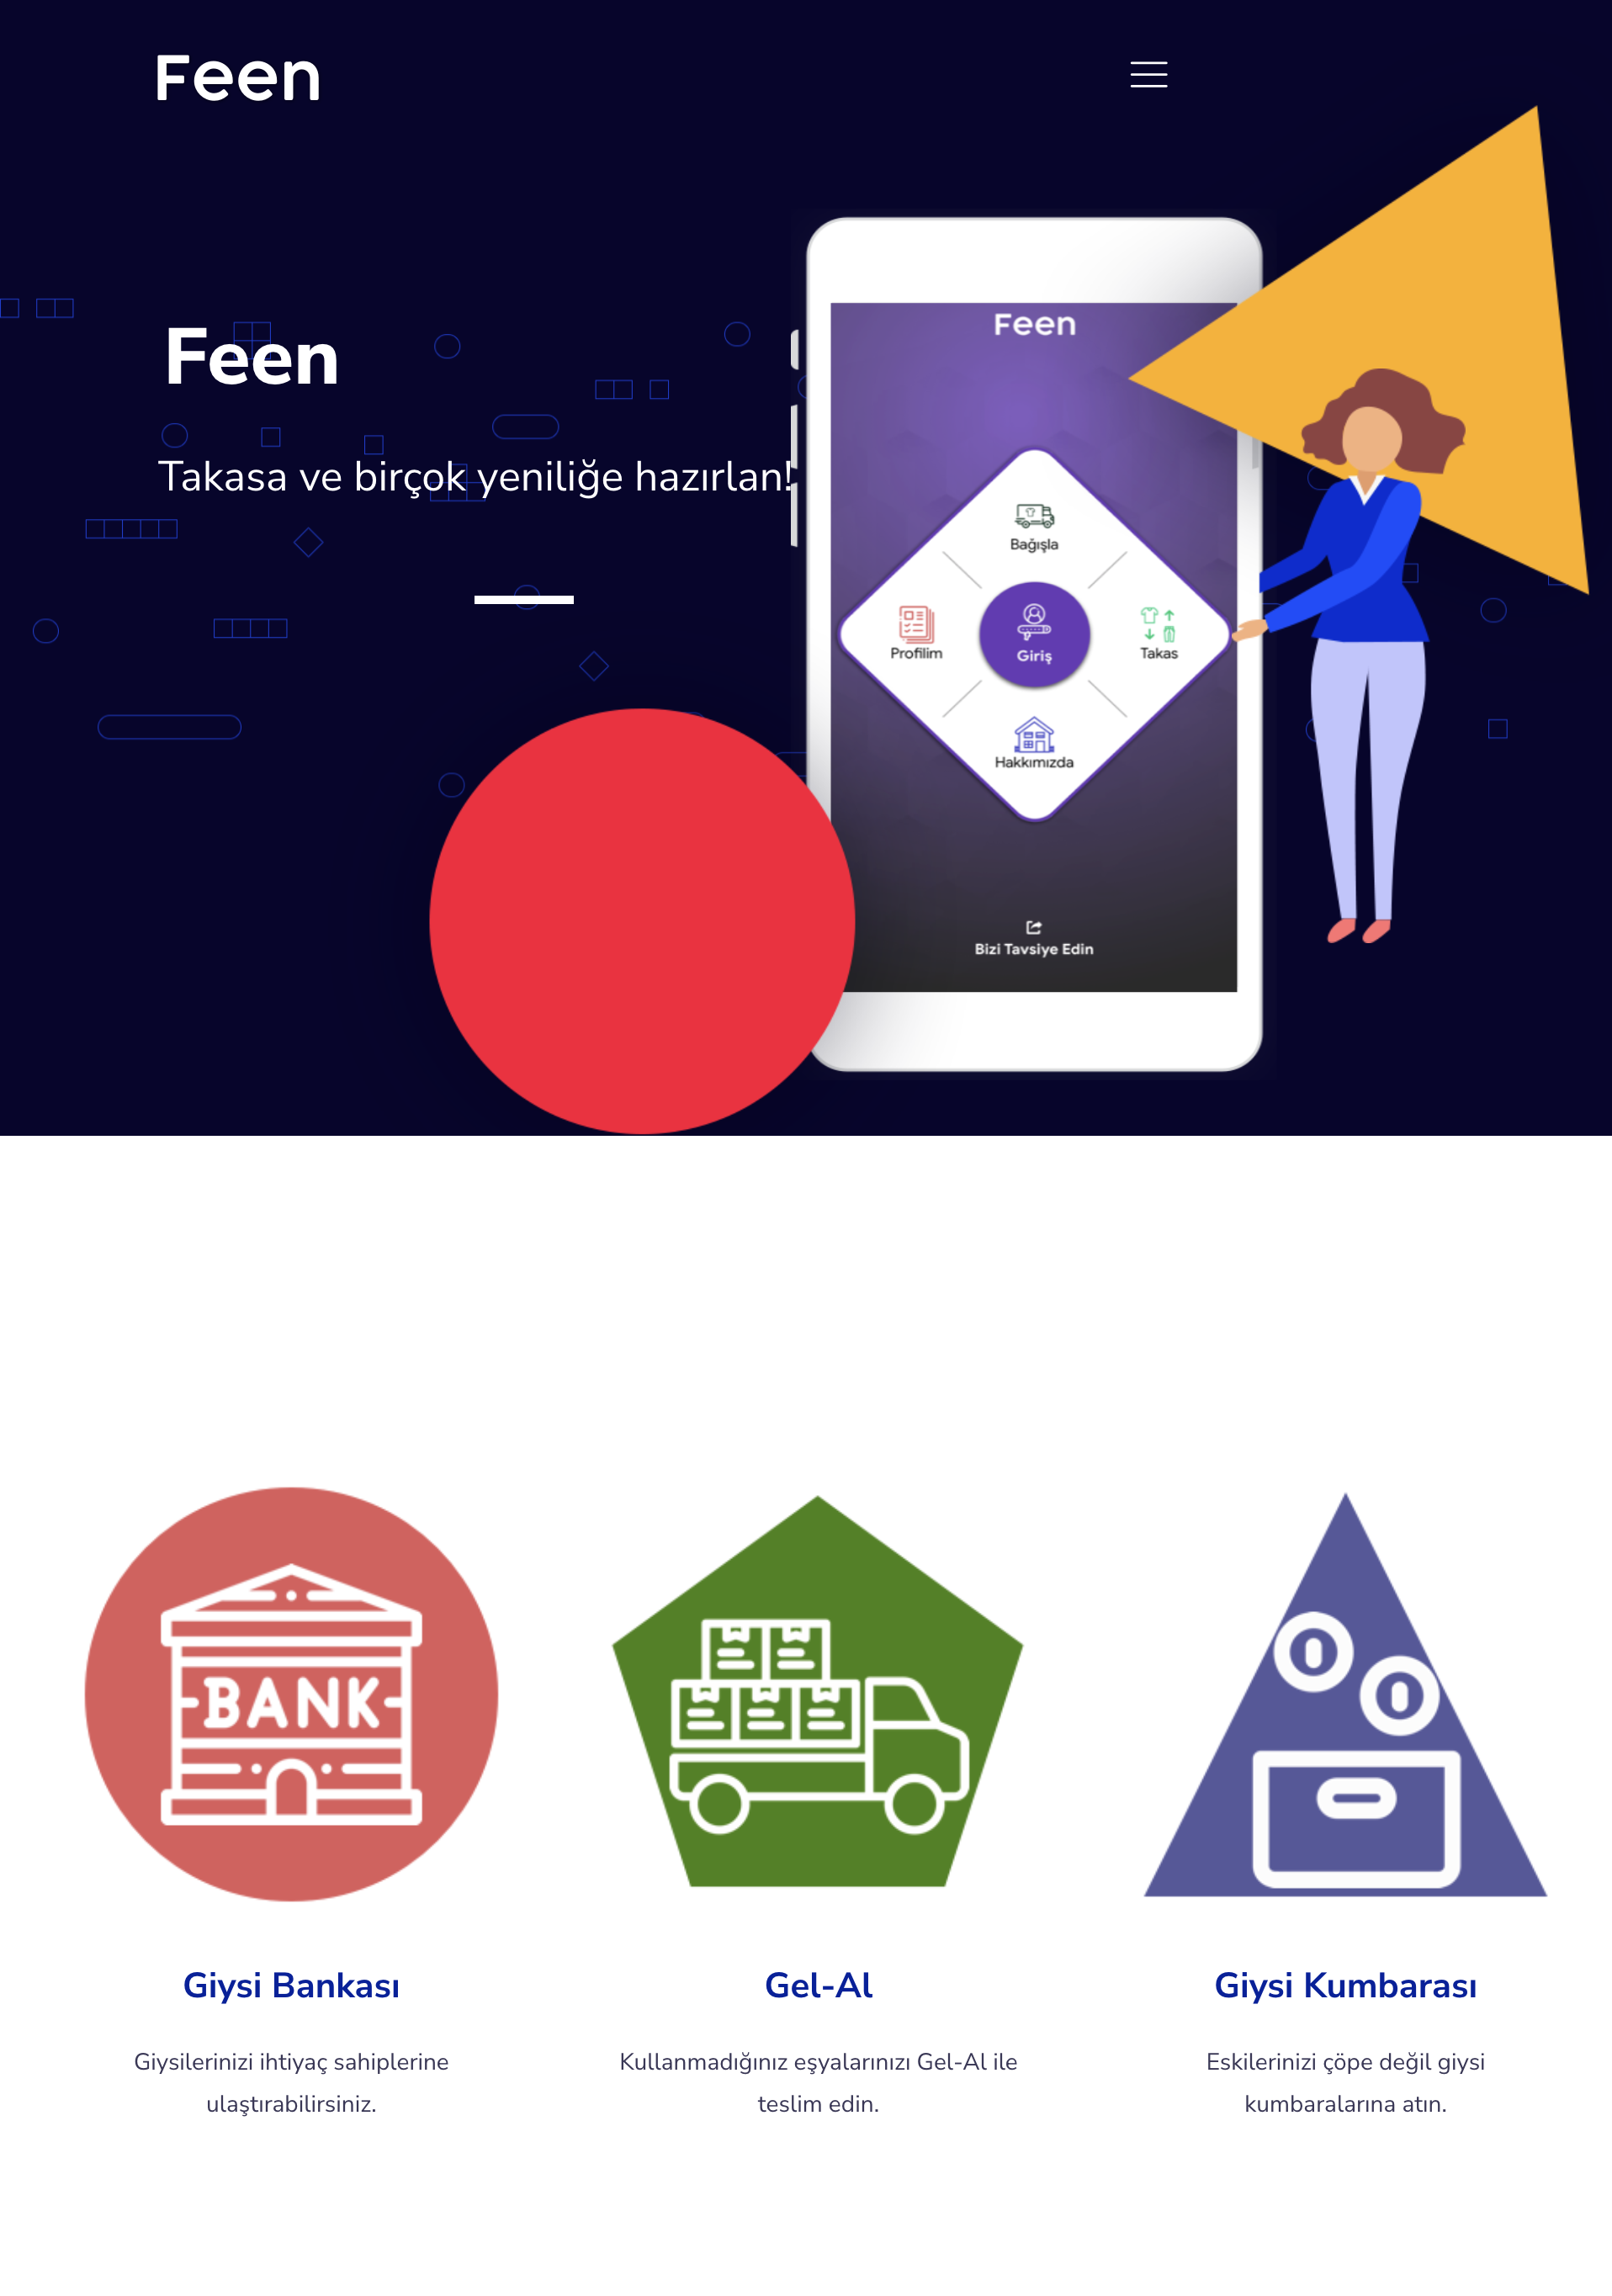 Feen
Feen
Takasa ve birçok yeniliğe hazırlan!
Feen
Bağışla
Profilim
Giriş
Takas
Hakkımızda
Bizi Tavsiye Edin
BANK
Giysi Bankası
Giysilerinizi ihtiyaç sahiplerine
ulaştırabilirsiniz.
Gel-Al
Kullanmadığınız eşyalarınızı Gel-Al ile
teslim edin.
Giysi Kumbarası
Eskilerinizi çöpe değil giysi
kumbaralarına atın.